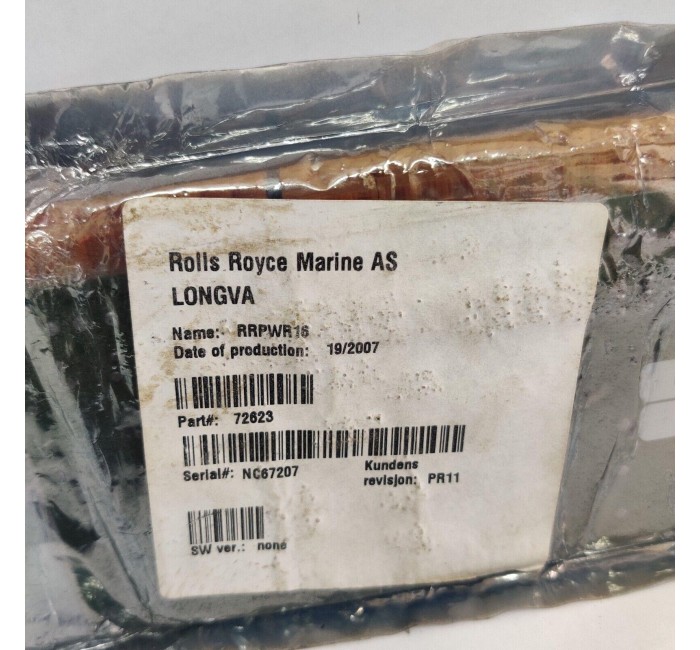 Rolls Royce Marine AS
LONGVA
Name: RRPWR16
Date of production: 19/2007
Part#: 72623
Serial#: NC67207
Kundens
revisjon: PR11
SW ver.: none